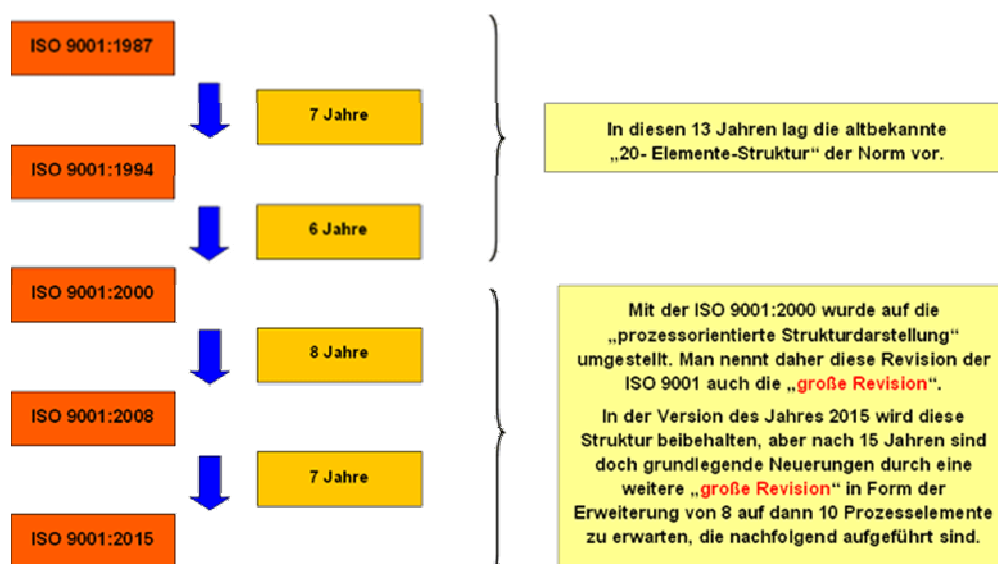 ISO 9001:1987
7 Jahre
ISO 9001:1994
6 Jahre
ISO 9001:2000
8 Jahre
ISO 9001:2008
7 Jahre
ISO 9001:2015
In diesen 13 Jahren lag die altbekannte
„20- Elemente-Struktur“ der Norm vor.
Mit der ISO 9001:2000 wurde auf die
„prozessorientierte Strukturdarstellung“
umgestellt. Man nennt daher diese Revision der
ISO 9001 auch die „große Revision“.
In der Version des Jahres 2015 wird diese
Struktur beibehalten, aber nach 15 Jahren sind
doch grundlegende Neuerungen durch eine
weitere „große Revision“ in Form der
Erweiterung von 8 auf dann 10 Prozesselemente
zu erwarten, die nachfolgend aufgeführt sind.